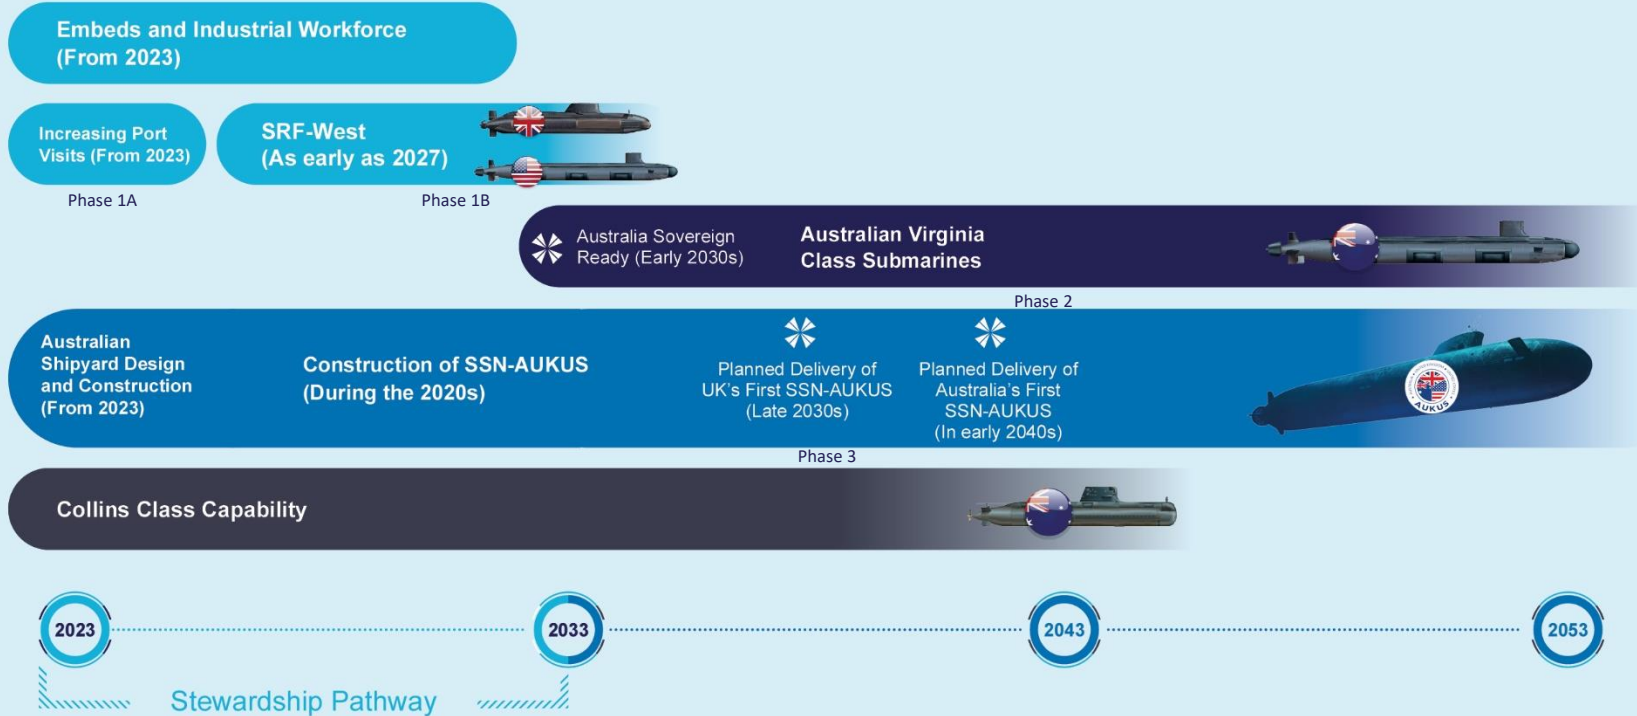 Embeds and Industrial Workforce
(From 2023)
Increasing Port
Visits (From 2023)
SRF-West
(As early as 2027)
Phase 1A
Phase 1B
Australia Sovereign
Ready (Early 2030s)
Australian Virginia
Class Submarines
Phase 2
Australian
Shipyard Design
and Construction
(From 2023)
Construction of SSN-AUKUS
(During the 2020s)
Planned Delivery of
UK's First SSN-AUKUS
(Late 2030s)
Planned Delivery of
Australia's First
SSN-AUKUS
(In early 2040s)
AUKUS
Phase 3
Collins Class Capability
2023
2033
2043
2053
Stewardship Pathway